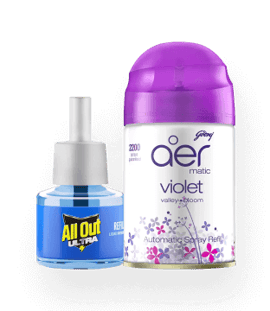 All Out
ULTRA
REFILL
Godrej
2200
aer
matic
violet
valley • bloom
Automatic Spray Refill